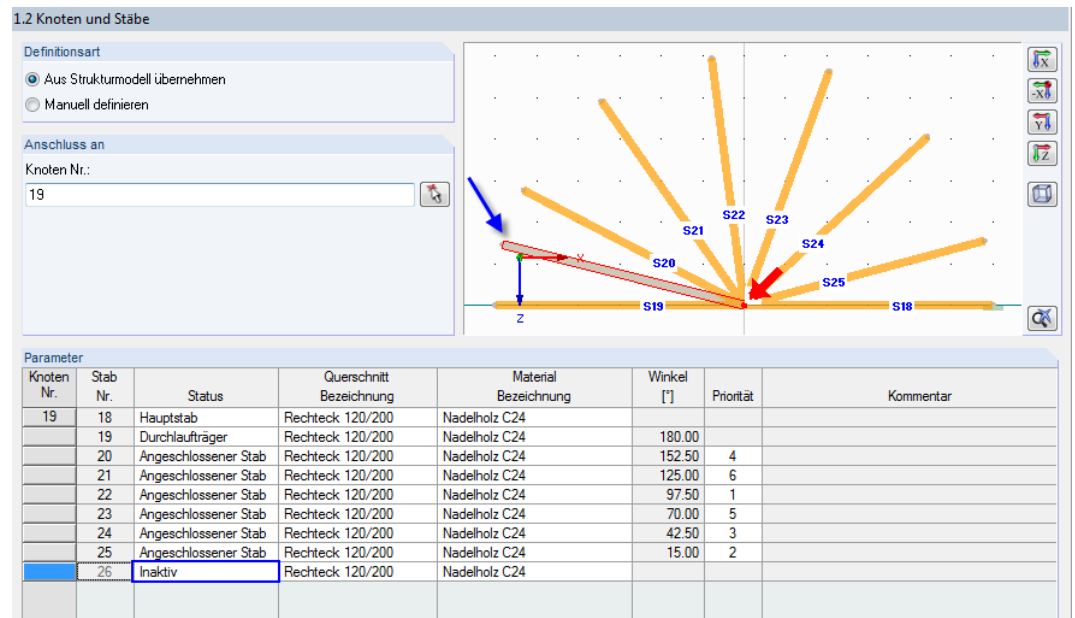 1.2 Knoten und Stäbe
Definitionsart
Aus Strukturmodell übernehmen
Manuell definieren
Anschluss an
Knoten Nr.:
19
S22
S23
S21
S24
S20
S25
S19
S18
X
Z
X
-X
Y
Z
Parameter
Knoten Nr. Stab Nr. Status Querschnitt Bezeichnung Material Bezeichnung Winkel [°] Priorität Kommentar
19 18 Hauptstab Rechteck 120/200 Nadelholz C24
19 Durchlaufträger Rechteck 120/200 Nadelholz C24 180.00
20 Angeschlossener Stab Rechteck 120/200 Nadelholz C24 152.50 4
21 Angeschlossener Stab Rechteck 120/200 Nadelholz C24 125.00 6
22 Angeschlossener Stab Rechteck 120/200 Nadelholz C24 97.50 1
23 Angeschlossener Stab Rechteck 120/200 Nadelholz C24 70.00 5
24 Angeschlossener Stab Rechteck 120/200 Nadelholz C24 42.50 3
25 Angeschlossener Stab Rechteck 120/200 Nadelholz C24 15.00 2
26 Inaktiv Rechteck 120/200 Nadelholz C24